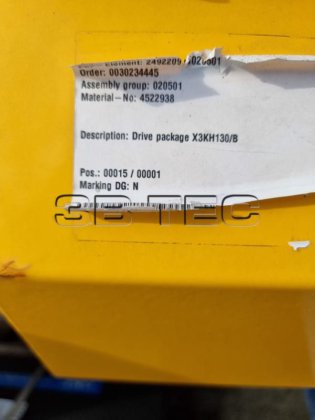 Element: 2492209 / 020501
Order: 0030234445
Assembly group: 020501
Material-No: 4522938
Description: Drive package X3KH130/B
Pos.: 00015 / 00001
Marking DG: N
3B TEC